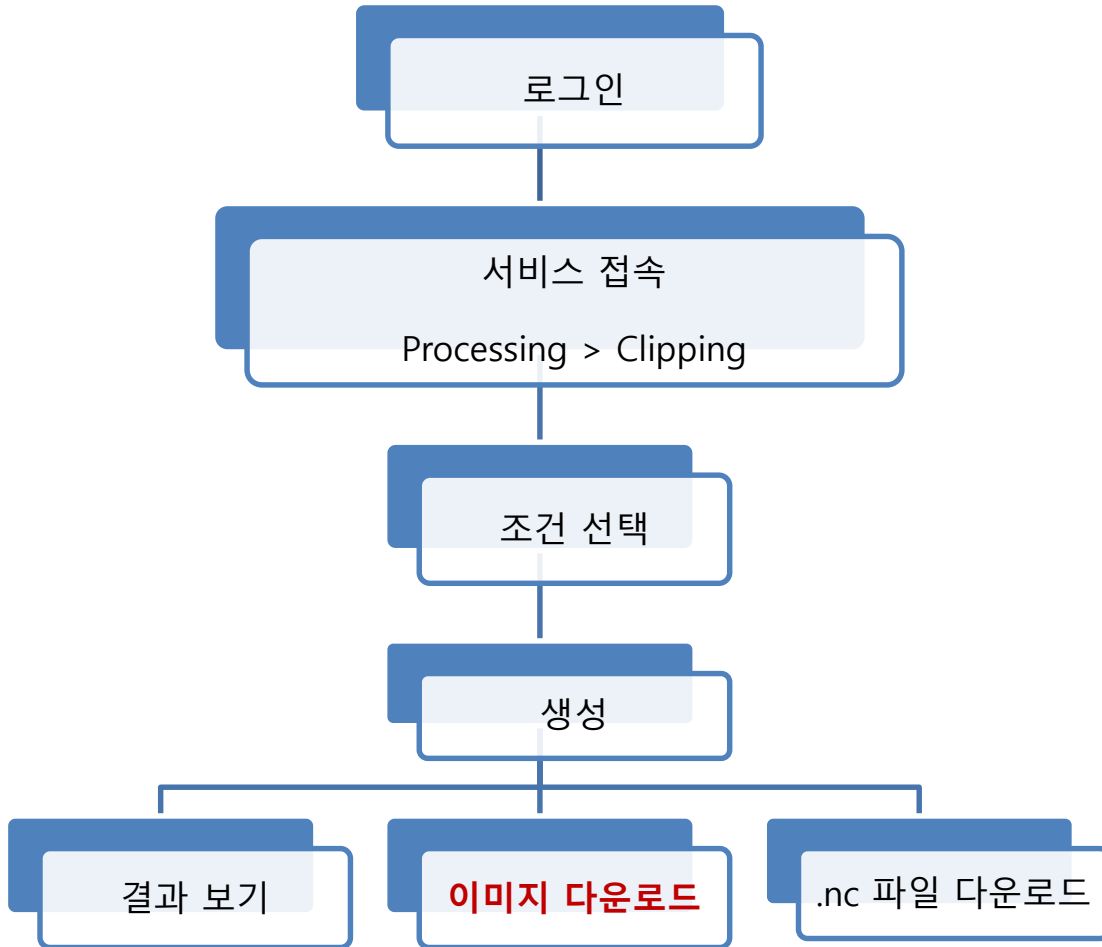 로그인
서비스 접속
Processing > Clipping
조건 선택
생성
결과 보기
이미지 다운로드
.nc 파일 다운로드